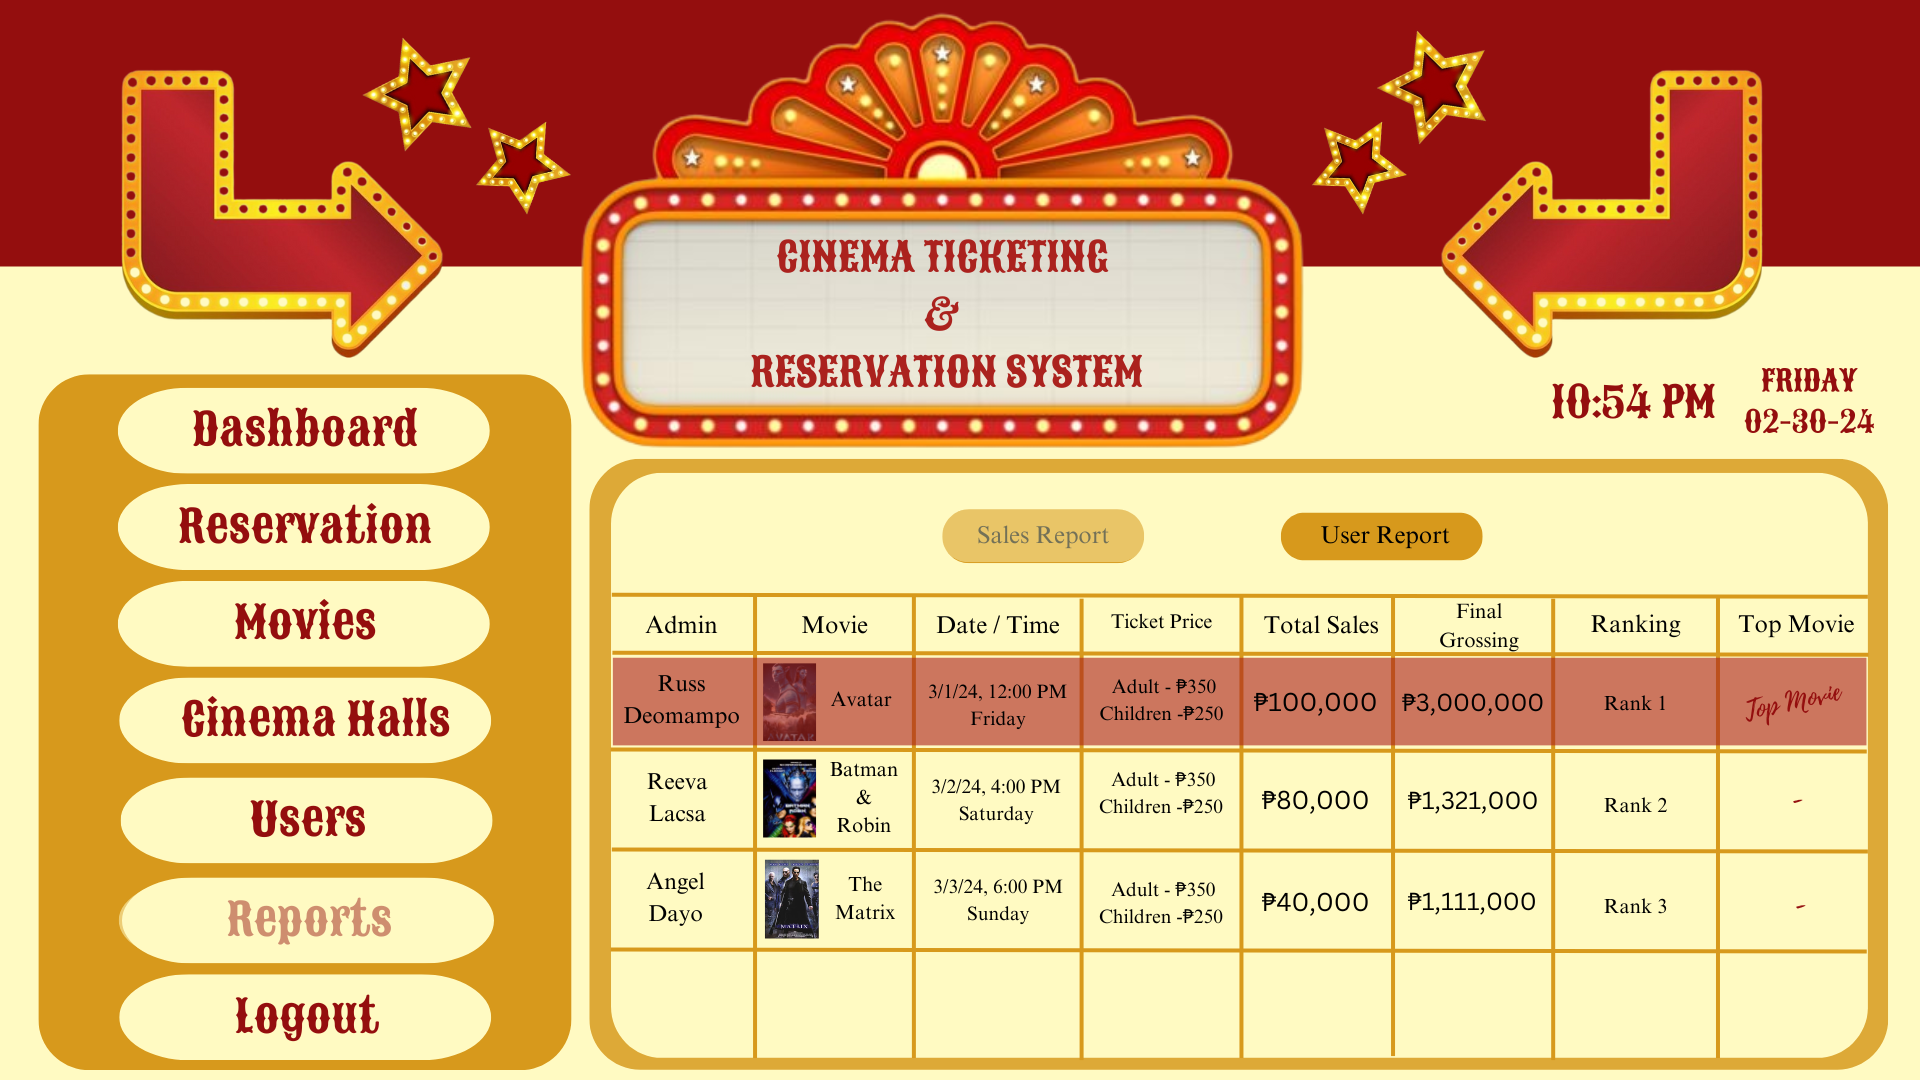 CINEMA TICKETING
&
RESERVATION SYSTEM
10:54 PM
FRIDAY
02-30-24
Dashboard
Reservation
Movies
Cinema Halls
Users
Reports
Logout
Sales Report
User Report
Admin
Movie
Date / Time
Ticket Price
Total Sales
Final
Grossing
Ranking
Top Movie
Russ
Deomampo
AVATAR
Avatar
3/1/24, 12:00 PM
Friday
Adult - ₱350
Children -₱250
₱100,000
₱3,000,000
Rank 1
Top Movie
Reeva
Lacsa
Batman
&
Robin
3/2/24, 4:00 PM
Saturday
Adult - ₱350
Children -₱250
₱80,000
₱1,321,000
Rank 2
-
Angel
Dayo
MATRIX
The
Matrix
3/3/24, 6:00 PM
Sunday
Adult - ₱350
Children -₱250
₱40,000
₱1,111,000
Rank 3
-